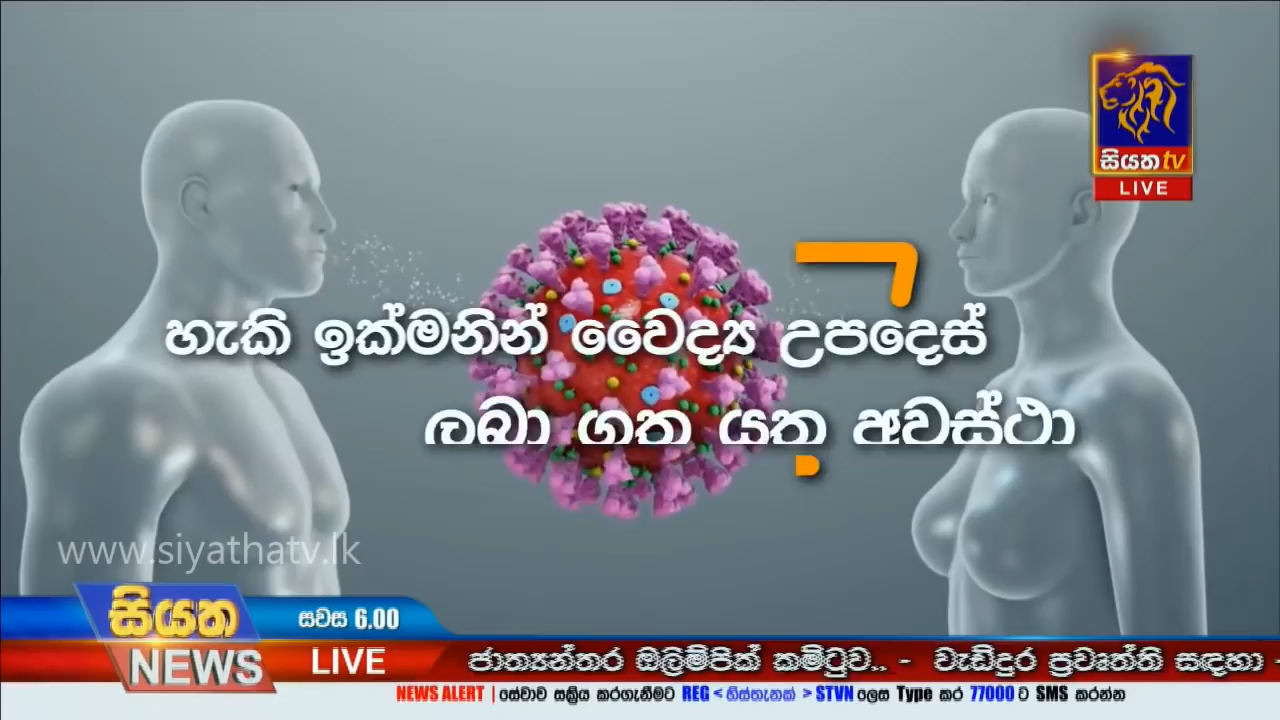 සියත tv
LIVE
හැකි ඉක්මනින් වෛද්‍ය උපදෙස්
ලබා ගත යුතු අවස්ථා
www.siyathatv.lk
සියත
NEWS
සවස 6.00
LIVE
ජාත්‍යන්තර ඔලිම්පික් කමිටුව.. - වැඩිදුර ප්‍රවෘත්ති සඳහා -
NEWS ALERT | සේවාව සක්‍රිය කරගැනීමට REG < හිස්තැනක් > STVN ලෙස Type කර 77000 ට SMS කරන්න